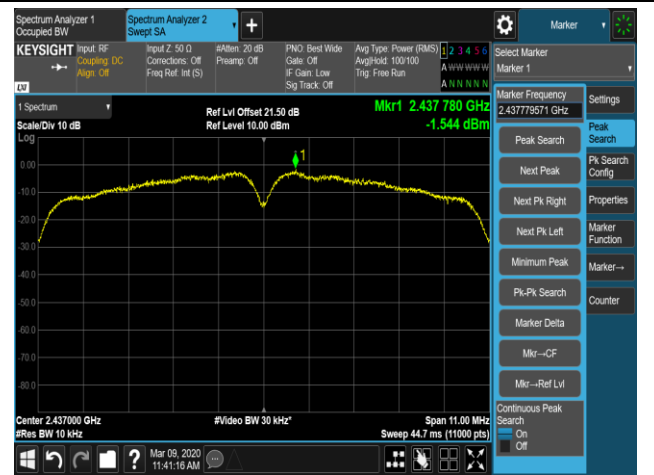 Spectrum Analyzer 1
Occupied BW
Spectrum Analyzer 2
Swept SA
Marker
KEYSIGHT
Input: RF
Coupling: DC
Align: Off
Input Z: 50 Ω
Corrections: Off
Freq Ref: Int (S)
#Atten: 20 dB
Preamp: Off
PNO: Best Wide
Gate: Off
IF Gain: Low
Sig Track: Off
Avg Type: Power (RMS)
Avg|Hold: 100/100
Trig: Free Run
1 2 3 4 5 6
A W W W W W
A N N N N N
LXI
Select Marker
Marker 1
1 Spectrum
Scale/Div 10 dB
Log
Ref Lvl Offset 21.50 dB
Ref Level 10.00 dBm
Mkr1 2.437 780 GHz
-1.544 dBm
1
0.00
-10.0
-20.0
-30.0
-40.0
-50.0
-60.0
-70.0
-80.0
Center 2.437000 GHz
#Res BW 10 kHz
#Video BW 30 kHz*
Span 11.00 MHz
Sweep 44.7 ms (11000 pts)
Marker Frequency
2.437779571 GHz
Peak Search
Next Peak
Next Pk Right
Next Pk Left
Minimum Peak
Pk-Pk Search
Marker Delta
Mkr→CF
Mkr→Ref Lvl
Continuous Peak
Search
On
Off
Settings
Peak
Search
Pk Search
Config
Properties
Marker
Function
Marker→
Counter
?
Mar 09, 2020
11:41:16 AM